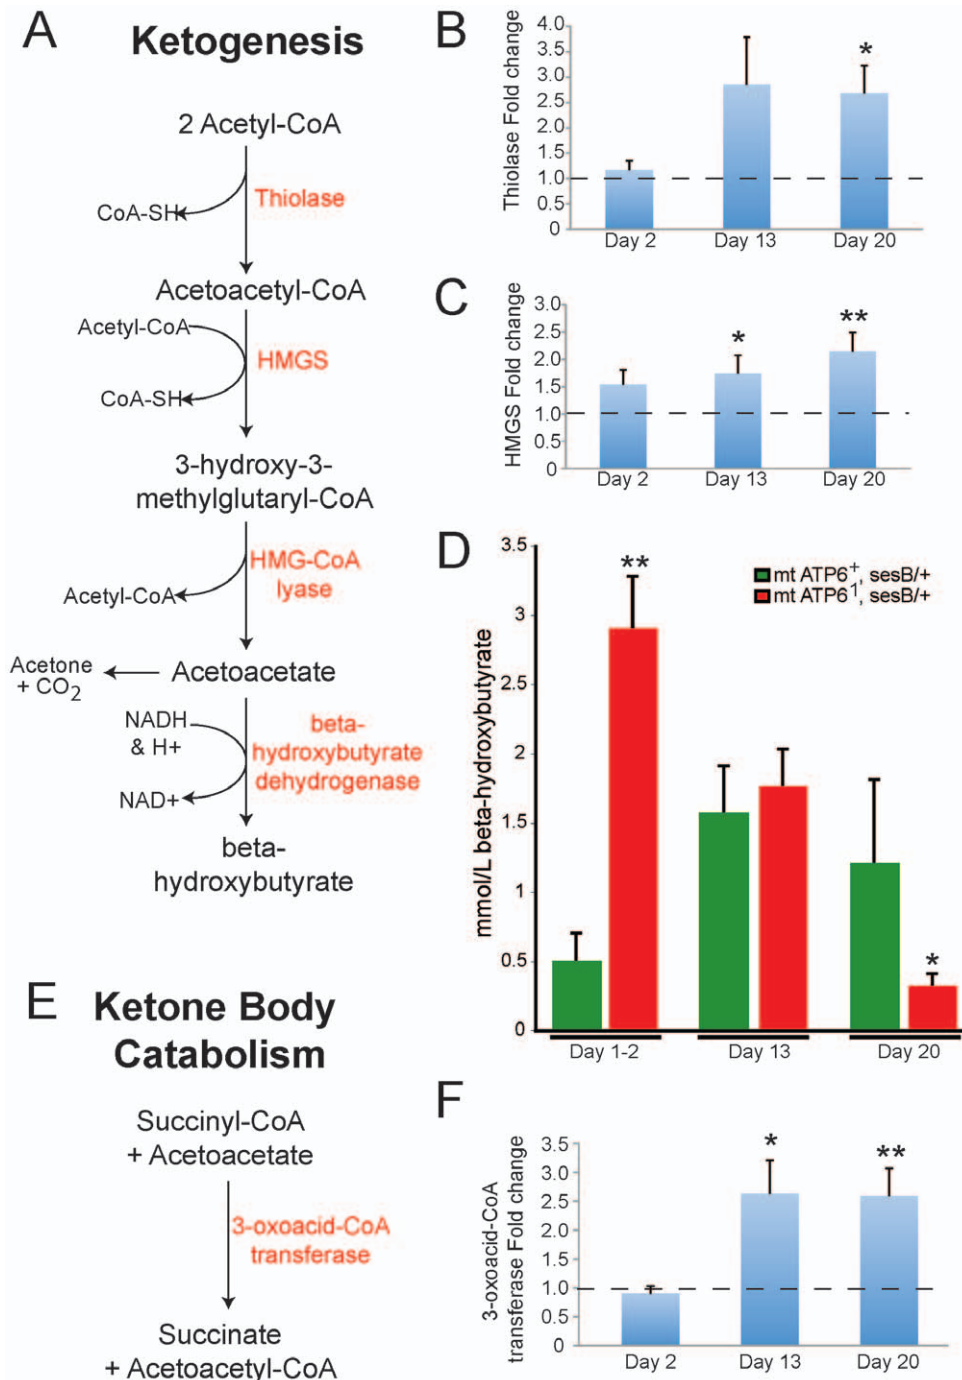 A
Ketogenesis
2 Acetyl-CoA
Thiolase
CoA-SH
Acetoacetyl-CoA
Acetyl-CoA
HMGS
CoA-SH
3-hydroxy-3-
methylglutaryl-CoA
HMG-CoA
lyase
Acetyl-CoA
Acetoacetate
Acetone
+ CO2
NADH
& H+
beta-
hydroxybutyrate
dehydrogenase
NAD+
beta-
hydroxybutyrate
B
Thiolase Fold change
4.0
3.5
3.0
2.5
2.0
1.5
1.0
0.5
0
*
Day 2 Day 13 Day 20
C
HMGS Fold change
3.0
2.5
2.0
1.5
1.0
0.5
0
* **
Day 2 Day 13 Day 20
D
mmol/L beta-hydroxybutyrate
3.5
3
2.5
2
1.5
1
0.5
0
**
*
mt ATP6+, sesB/+
mt ATP61, sesB/+
Day 1-2 Day 13 Day 20
E
Ketone Body
Catabolism
Succinyl-CoA
+ Acetoacetate
3-oxoacid-CoA
transferase
Succinate
+ Acetoacetyl-CoA
F
3-oxoacid-CoA
transferase Fold change
3.5
3.0
2.5
2.0
1.5
1.0
0.5
0
* **
Day 2 Day 13 Day 20